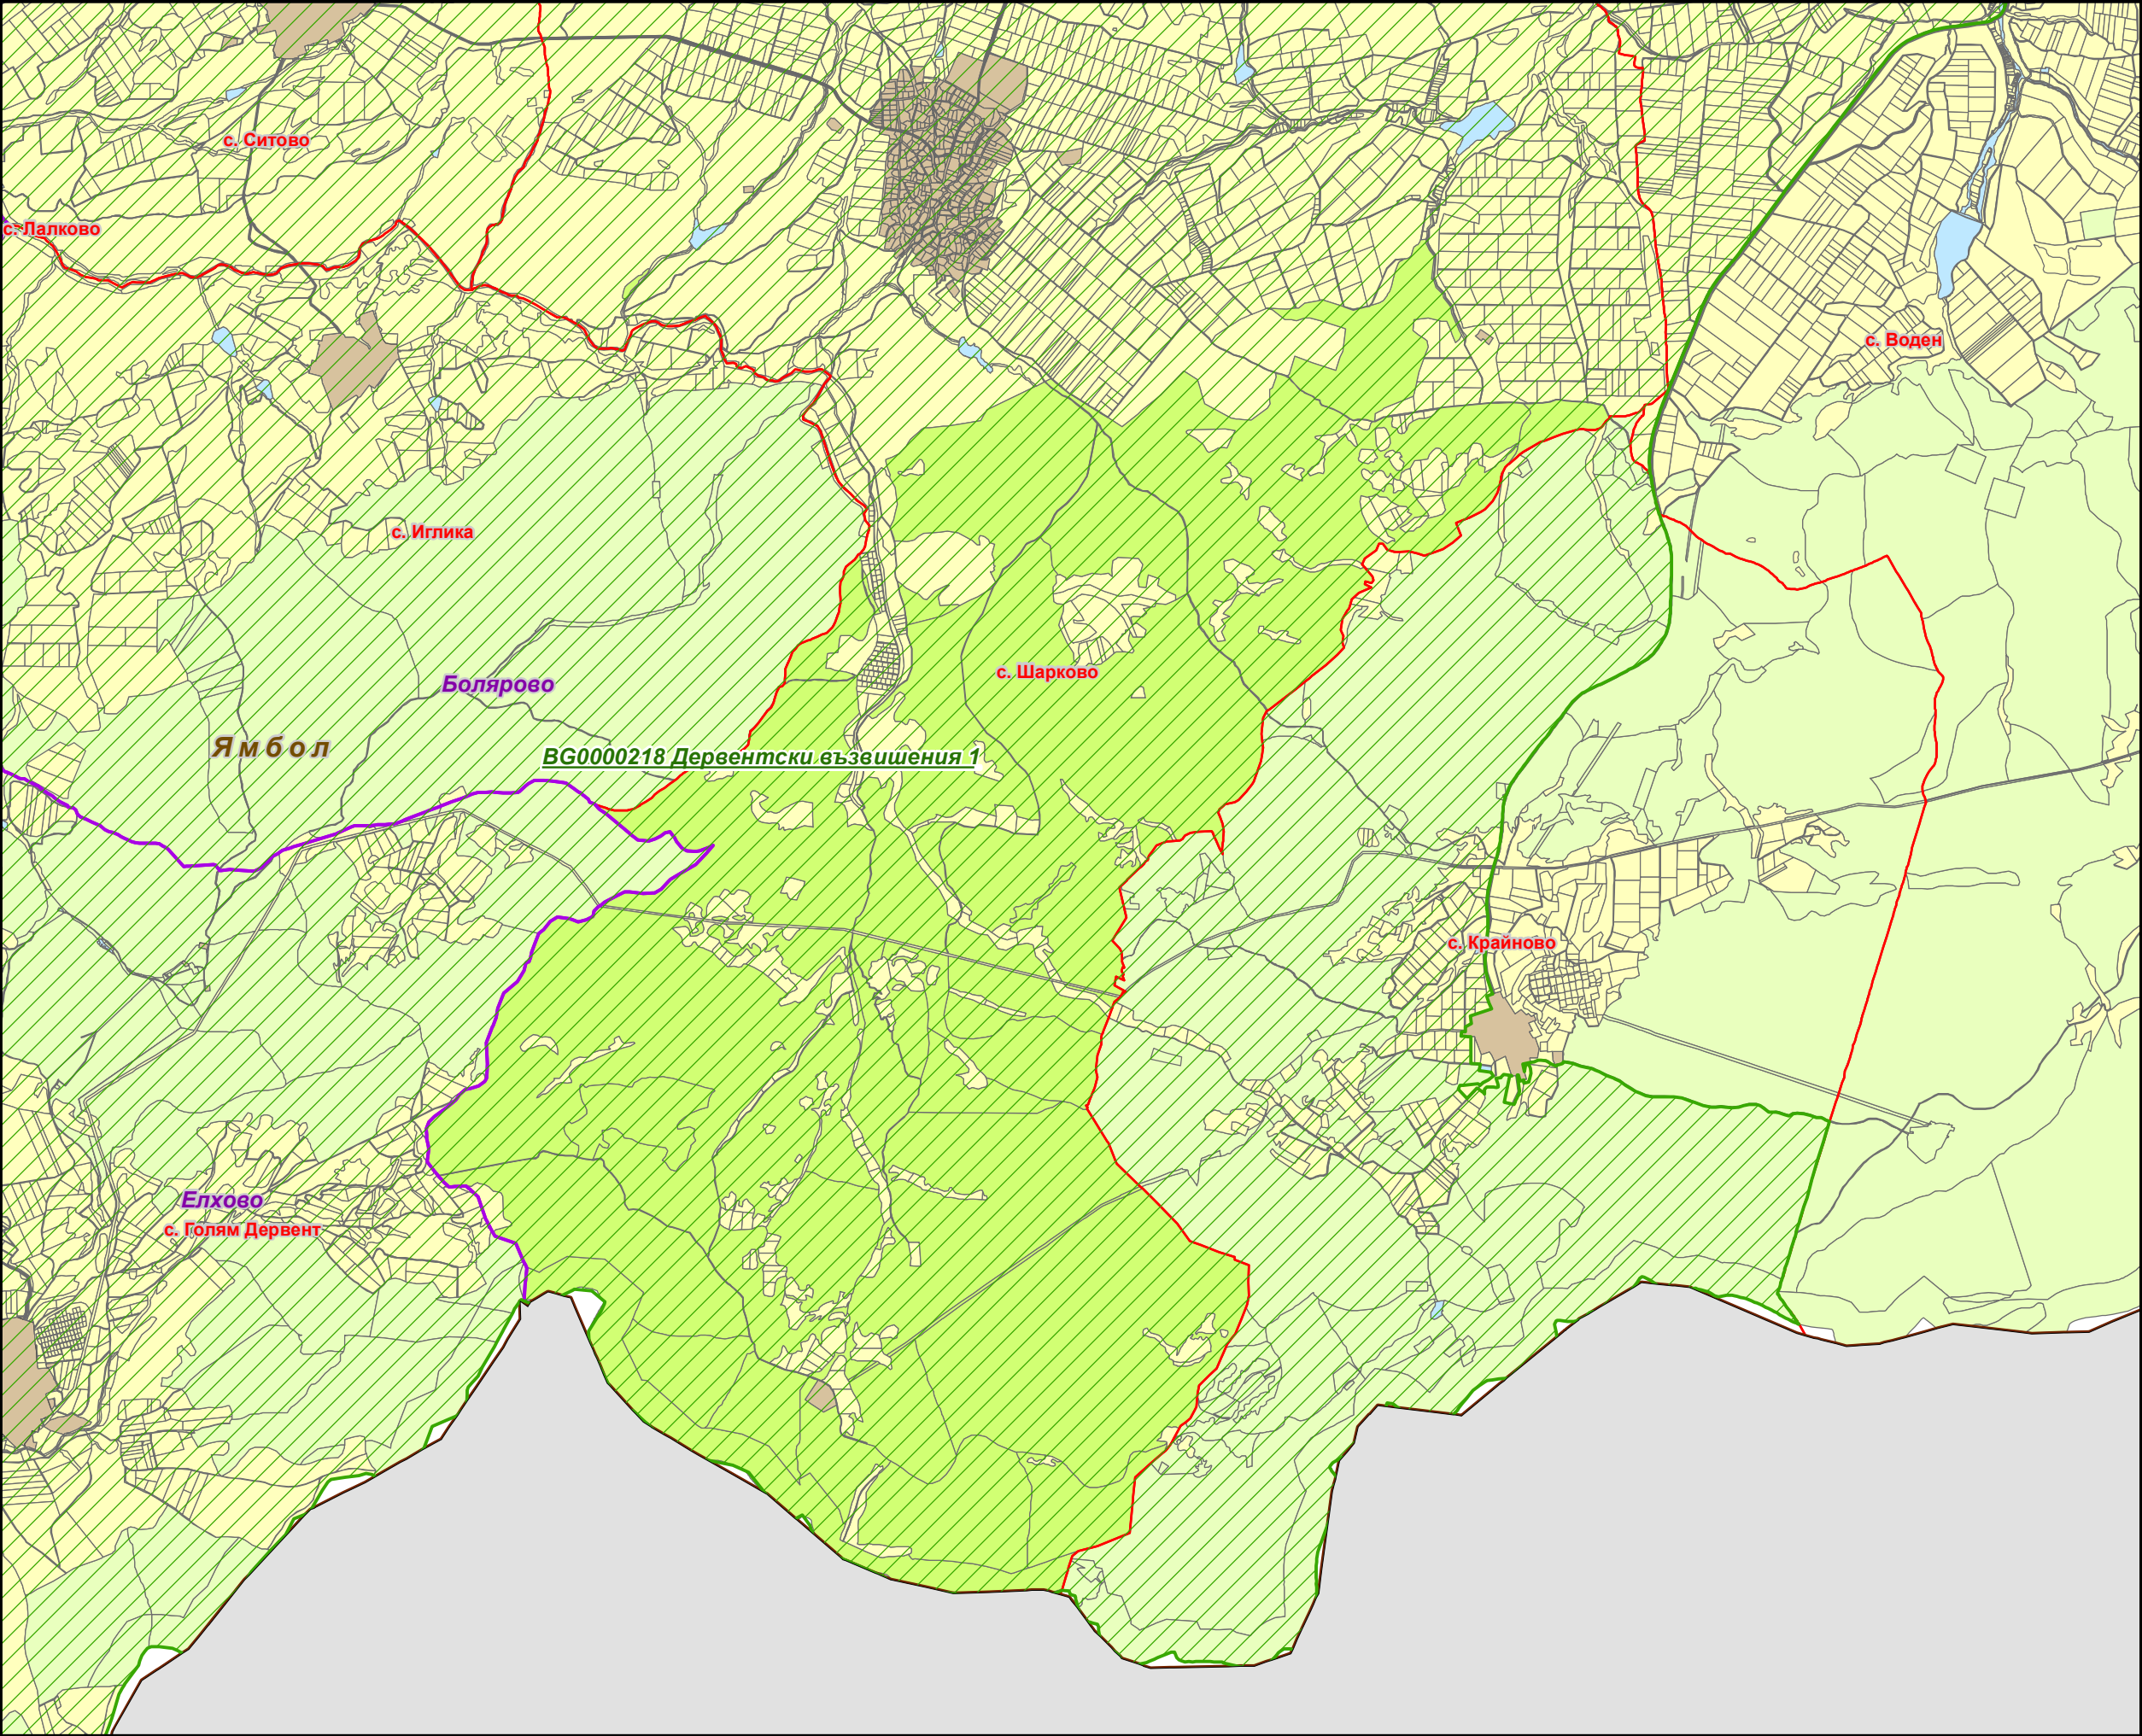 с. Ситово
с. Лалково
с. Воден
с. Иглика
с. Шарково
Болярово
Ямбол
BG0000218 Дервентски възвишения 1
с. Крайново
Елхово
с. Голям Дервент